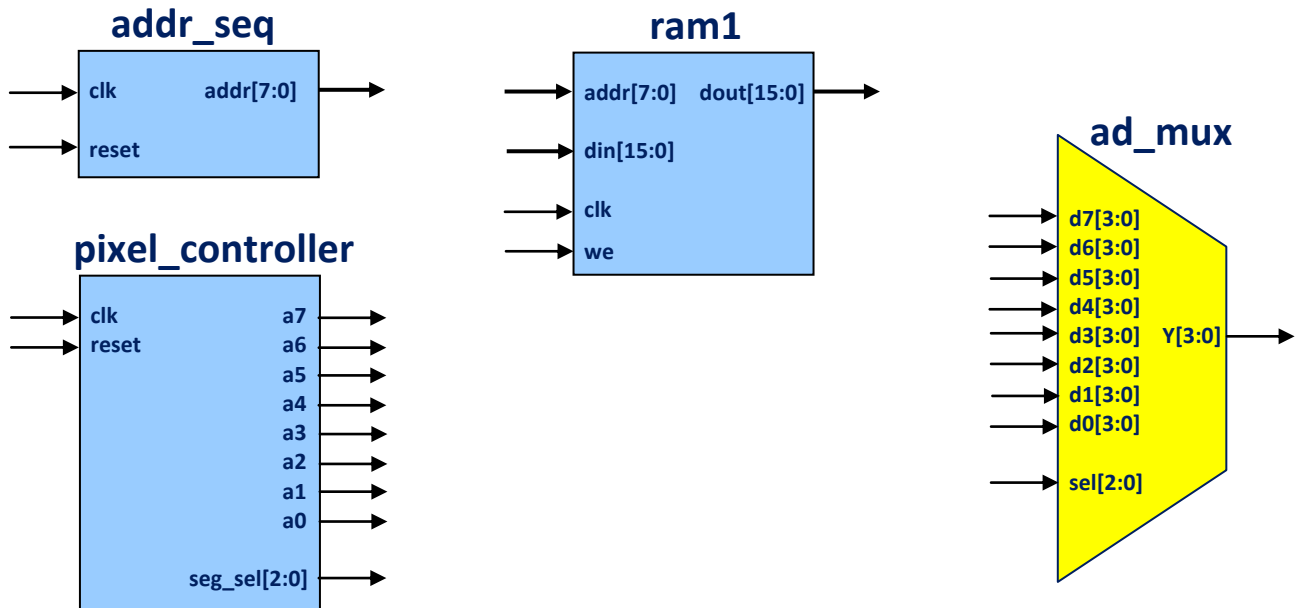 addr_seq
clk addr[7:0]
reset
ram1
addr[7:0] dout[15:0]
din[15:0]
clk
we
pixel_controller
clk a7
reset a6
a5
a4
a3
a2
a1
a0
seg_sel[2:0]
ad_mux
d7[3:0]
d6[3:0]
d5[3:0]
d4[3:0]
d3[3:0] Y[3:0]
d2[3:0]
d1[3:0]
d0[3:0]
sel[2:0]